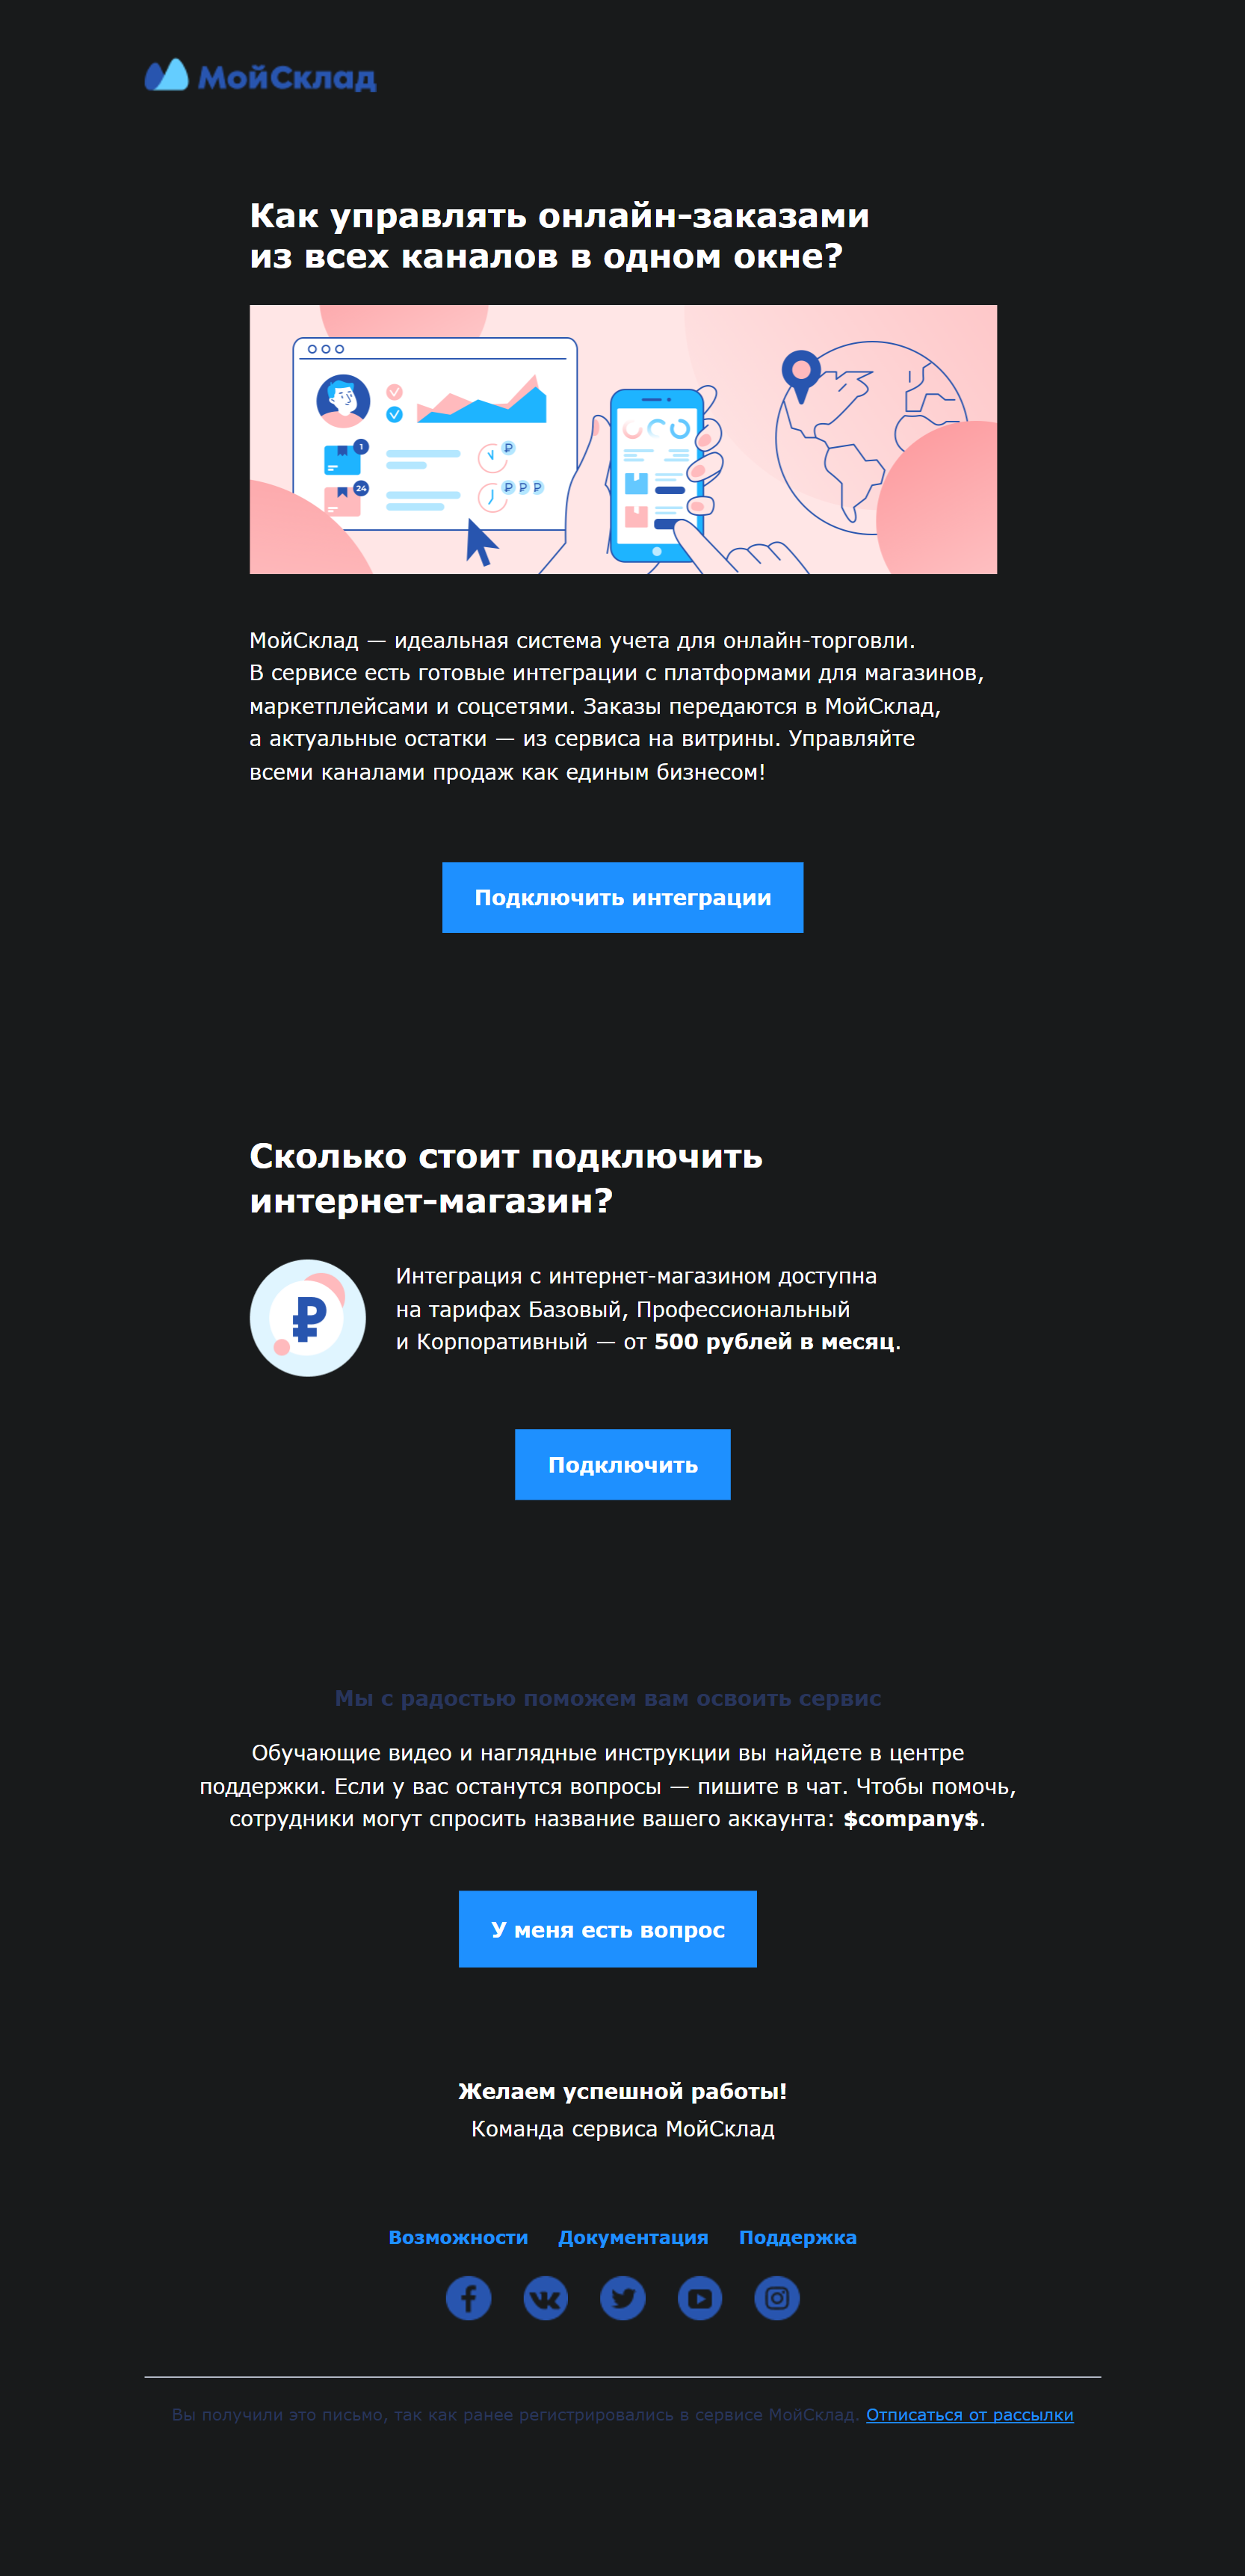 МойСклад
Как управлять онлайн-заказами
из всех каналов в одном окне?
1
₽
24
₽ ₽ ₽
МойСклад — идеальная система учета для онлайн-торговли.
В сервисе есть готовые интеграции с платформами для магазинов,
маркетплейсами и соцсетями. Заказы передаются в МойСклад,
а актуальные остатки — из сервиса на витрины. Управляйте
всеми каналами продаж как единым бизнесом!
Подключить интеграции
Сколько стоит подключить
интернет-магазин?
₽
Интеграция с интернет-магазином доступна
на тарифах Базовый, Профессиональный
и Корпоративный — от 500 рублей в месяц.
Подключить
Мы с радостью поможем вам освоить сервис
Обучающие видео и наглядные инструкции вы найдете в центре
поддержки. Если у вас останутся вопросы — пишите в чат. Чтобы помочь,
сотрудники могут спросить название вашего аккаунта: $company$.
У меня есть вопрос
Желаем успешной работы!
Команда сервиса МойСклад
Возможности Документация Поддержка
Вы получили это письмо, так как ранее регистрировались в сервисе МойСклад. Отписаться от рассылки